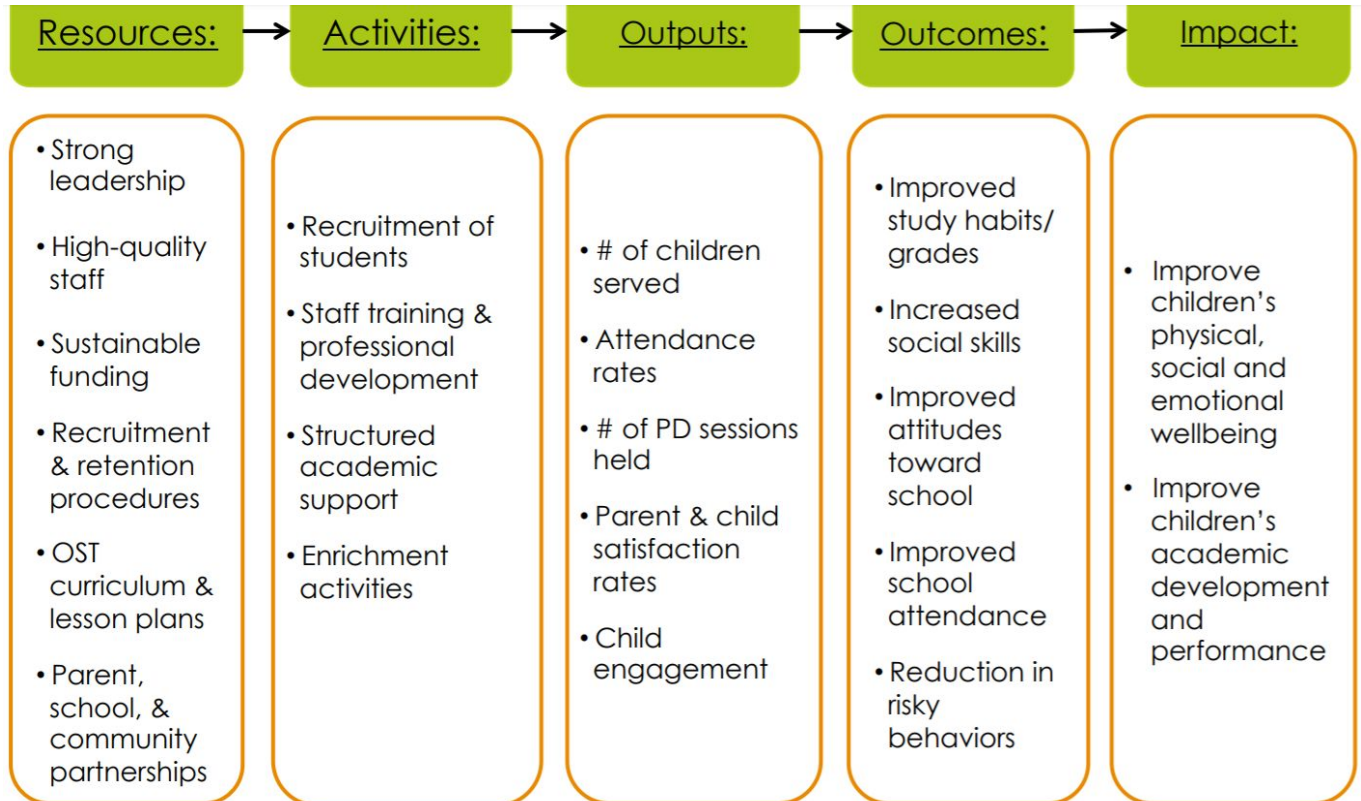 Resources:
Activities:
Outputs:
Outcomes:
Impact:
• Strong
leadership
• High-quality
staff
• Sustainable
funding
• Recruitment
& retention
procedures
• OST
curriculum &
lesson plans
• Parent,
school, &
community
partnerships
• Recruitment of
students
• Staff training &
professional
development
• Structured
academic
support
• Enrichment
activities
• # of children
served
• Attendance
rates
• # of PD sessions
held
• Parent & child
satisfaction
rates
• Child
engagement
• Improved
study habits/
grades
• Increased
social skills
• Improved
attitudes
toward
school
• Improved
school
attendance
• Reduction in
risky
behaviors
• Improve
children’s
physical,
social and
emotional
wellbeing
• Improve
children’s
academic
development
and
performance